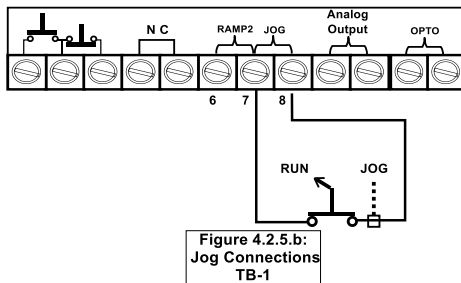 Analog
Output
N C
RAMP2
JOG
OPTO
6
7
8
RUN
JOG
Figure 4.2.5.b:
Jog Connections
TB-1